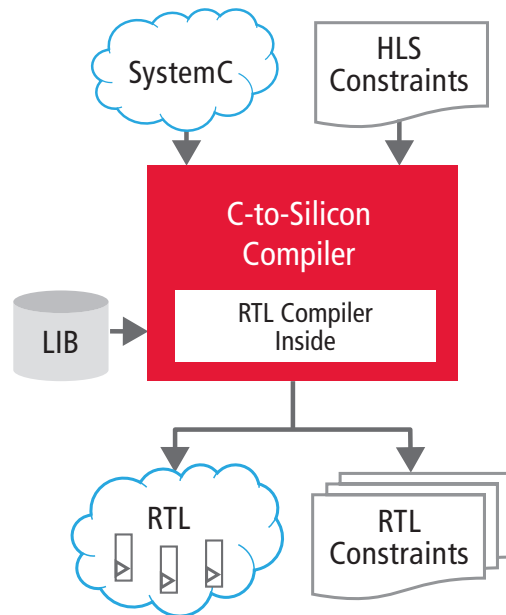 SystemC
HLS
Constraints
C-to-Silicon
Compiler
RTL Compiler
Inside
LIB
RTL
RTL
Constraints